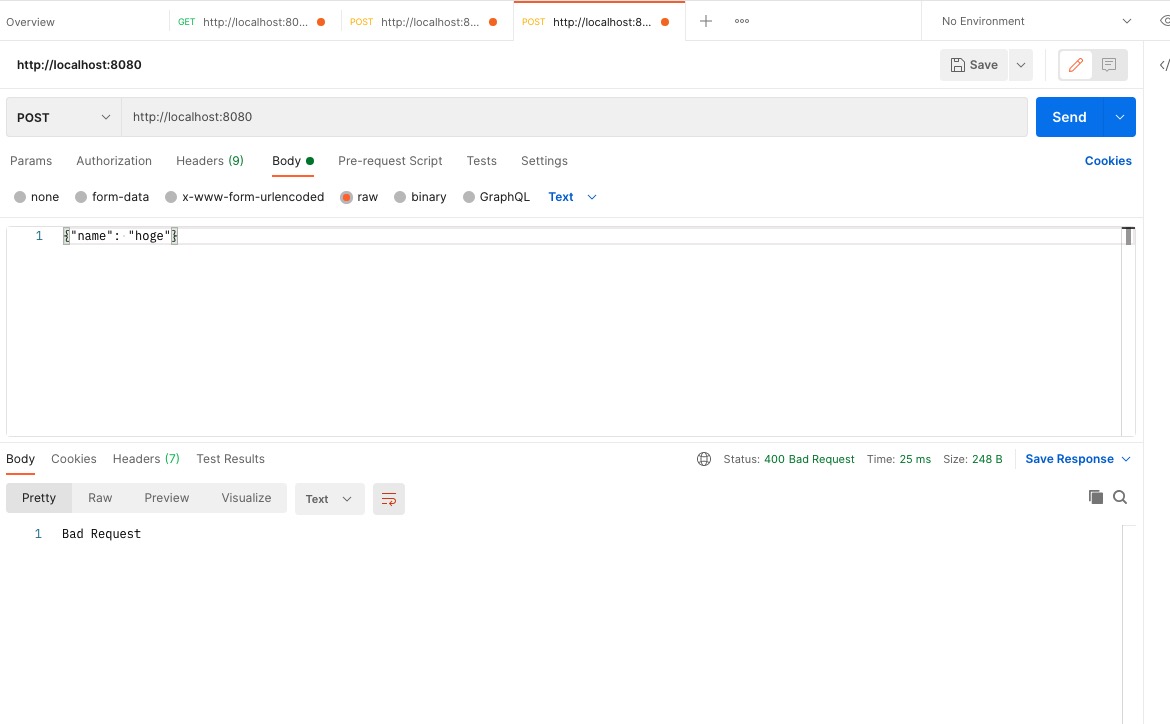 Overview GET http://localhost:80... POST http://localhost:8... POST http://localhost:8... No Environment
http://localhost:8080 Save
POST http://localhost:8080 Send
Params Authorization Headers (9) Body Pre-request Script Tests Settings Cookies
none form-data x-www-form-urlencoded raw binary GraphQL Text
1 {"name": "hoge"}
Body Cookies Headers (7) Test Results Status: 400 Bad Request Time: 25 ms Size: 248 B Save Response
Pretty Raw Preview Visualize Text
1 Bad Request